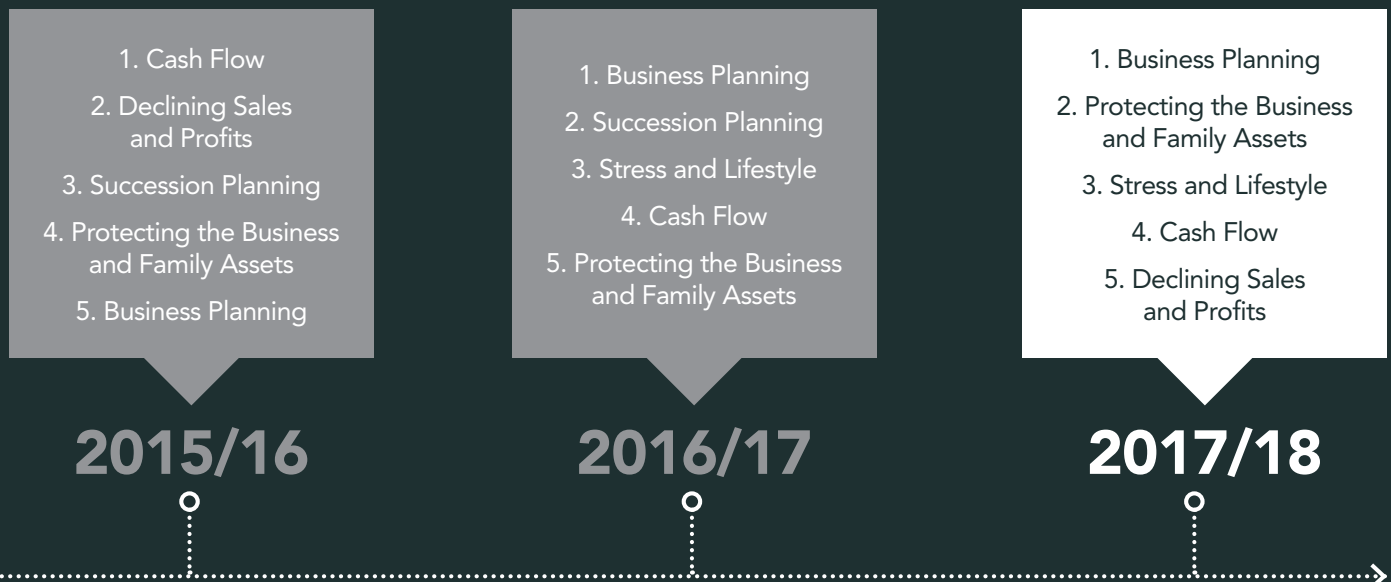 1. Cash Flow
2. Declining Sales
and Profits
3. Succession Planning
4. Protecting the Business
and Family Assets
5. Business Planning
2015/16
1. Business Planning
2. Succession Planning
3. Stress and Lifestyle
4. Cash Flow
5. Protecting the Business
and Family Assets
2016/17
1. Business Planning
2. Protecting the Business
and Family Assets
3. Stress and Lifestyle
4. Cash Flow
5. Declining Sales
and Profits
2017/18